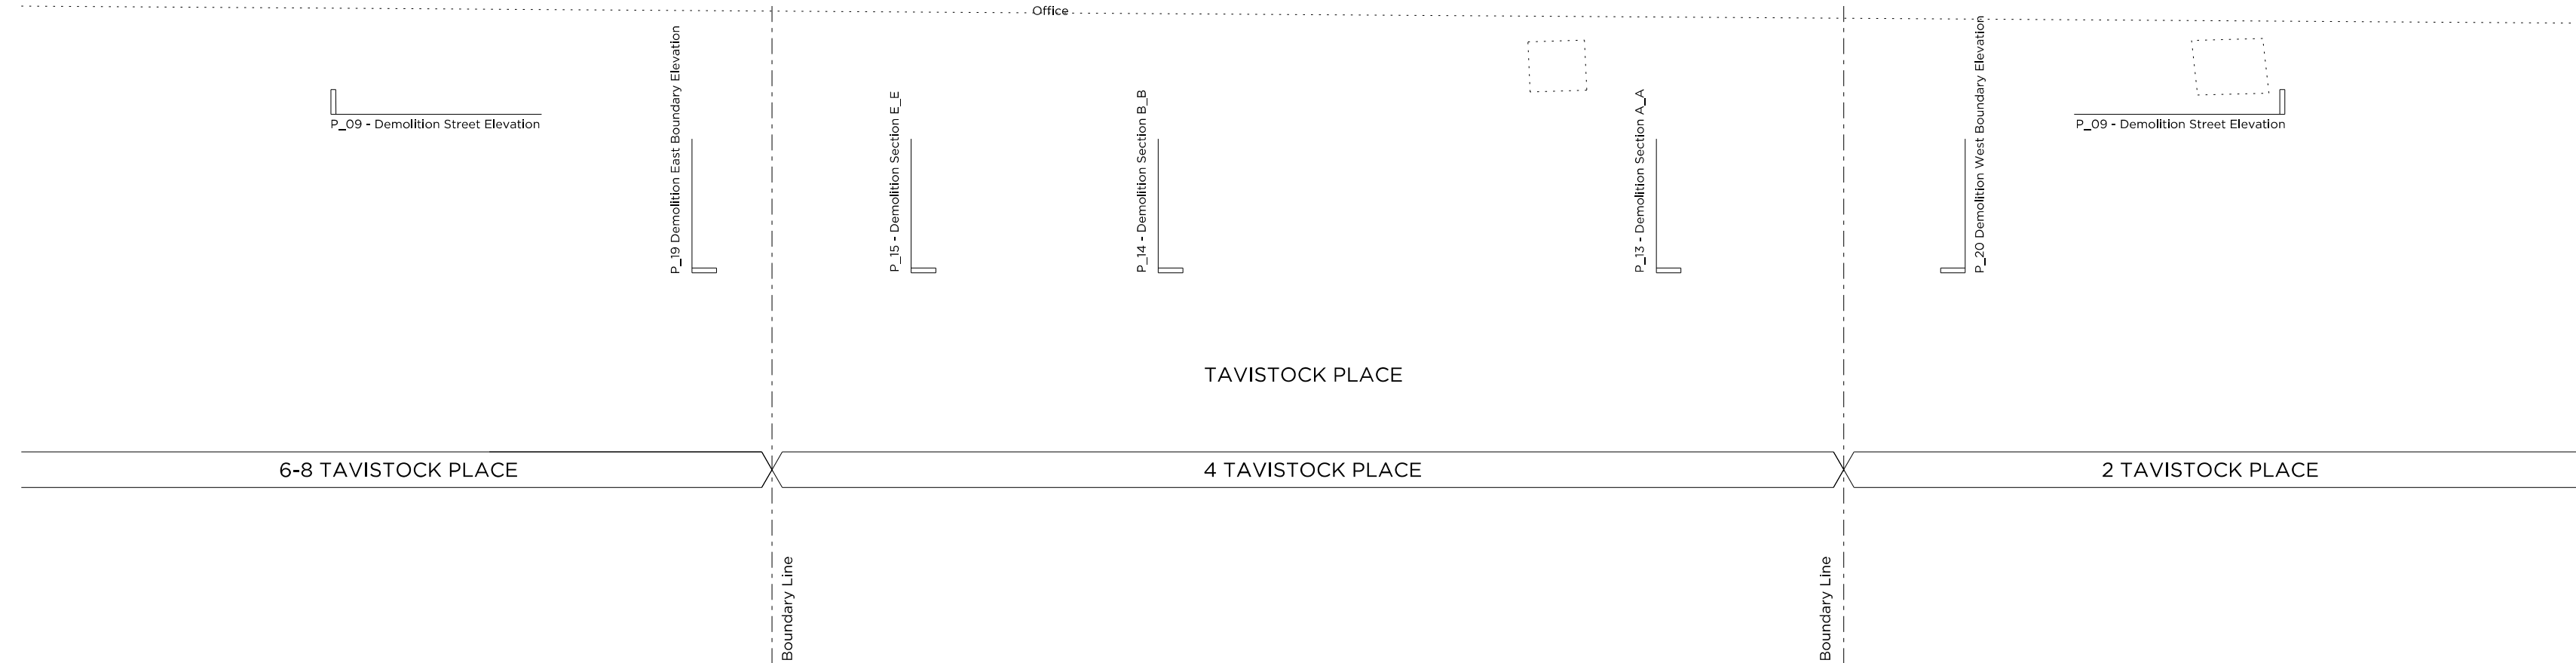 Office
P_09 - Demolition Street Elevation
P_19 Demolition East Boundary Elevation
P_15 - Demolition Section E_E
P_14 - Demolition Section B_B
P_13 - Demolition Section A_A
P_20 Demolition West Boundary Elevation
P_09 - Demolition Street Elevation
TAVISTOCK PLACE
6-8 TAVISTOCK PLACE
4 TAVISTOCK PLACE
2 TAVISTOCK PLACE
Boundary Line
Boundary Line